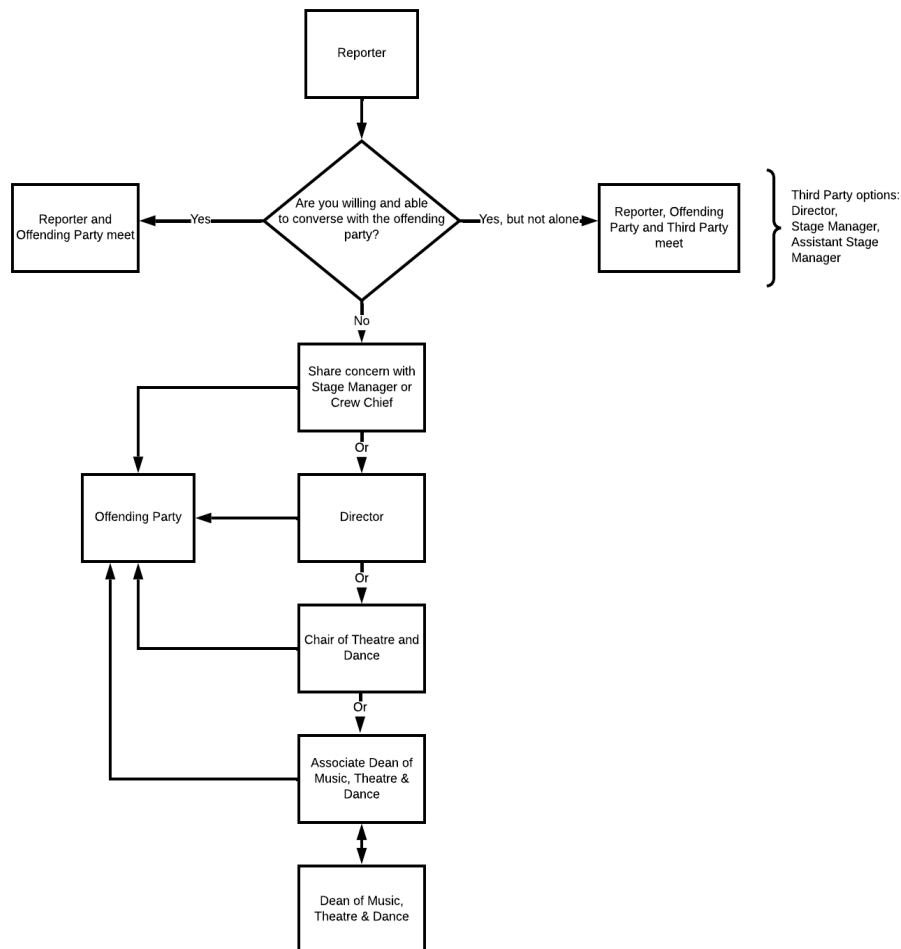 Reporter
Are you willing and able
to converse with the offending
party?
Yes
Reporter and
Offending Party meet
Yes, but not alone
Reporter, Offending
Party and Third Party
meet
Third Party options:
Director,
Stage Manager,
Assistant Stage
Manager
No
Share concern with
Stage Manager or
Crew Chief
Or
Offending Party
Director
Or
Chair of Theatre and
Dance
Or
Associate Dean of
Music, Theatre &
Dance
Dean of Music,
Theatre & Dance